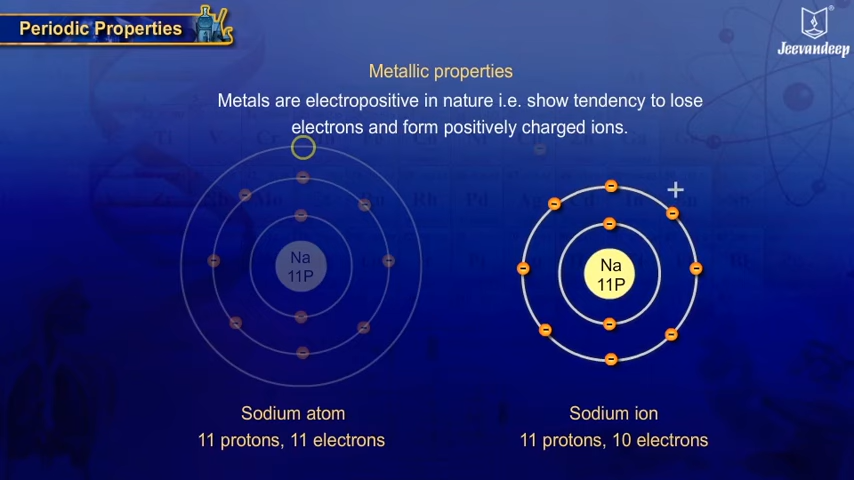 Periodic Properties
Jeevandeep
Metallic properties
Metals are electropositive in nature i.e. show tendency to lose
electrons and form positively charged ions.
Na
11P
+
Na
11P
Sodium atom
11 protons, 11 electrons
Sodium ion
11 protons, 10 electrons